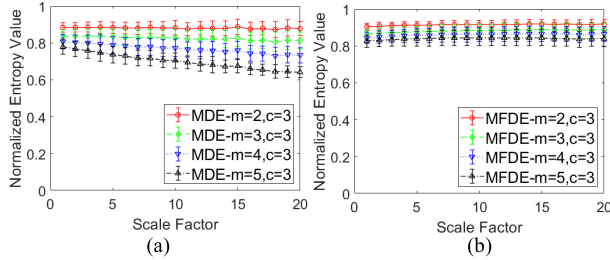 1
0.8
0.6
0.4
0.2
0
Normalized Entropy Value
MDE-m=2,c=3
MDE-m=3,c=3
MDE-m=4,c=3
MDE-m=5,c=3
0 5 10 15 20
Scale Factor
(a)
1
0.8
0.6
0.4
0.2
0
Normalized Entropy Value
MFDE-m=2,c=3
MFDE-m=3,c=3
MFDE-m=4,c=3
MFDE-m=5,c=3
0 5 10 15 20
Scale Factor
(b)